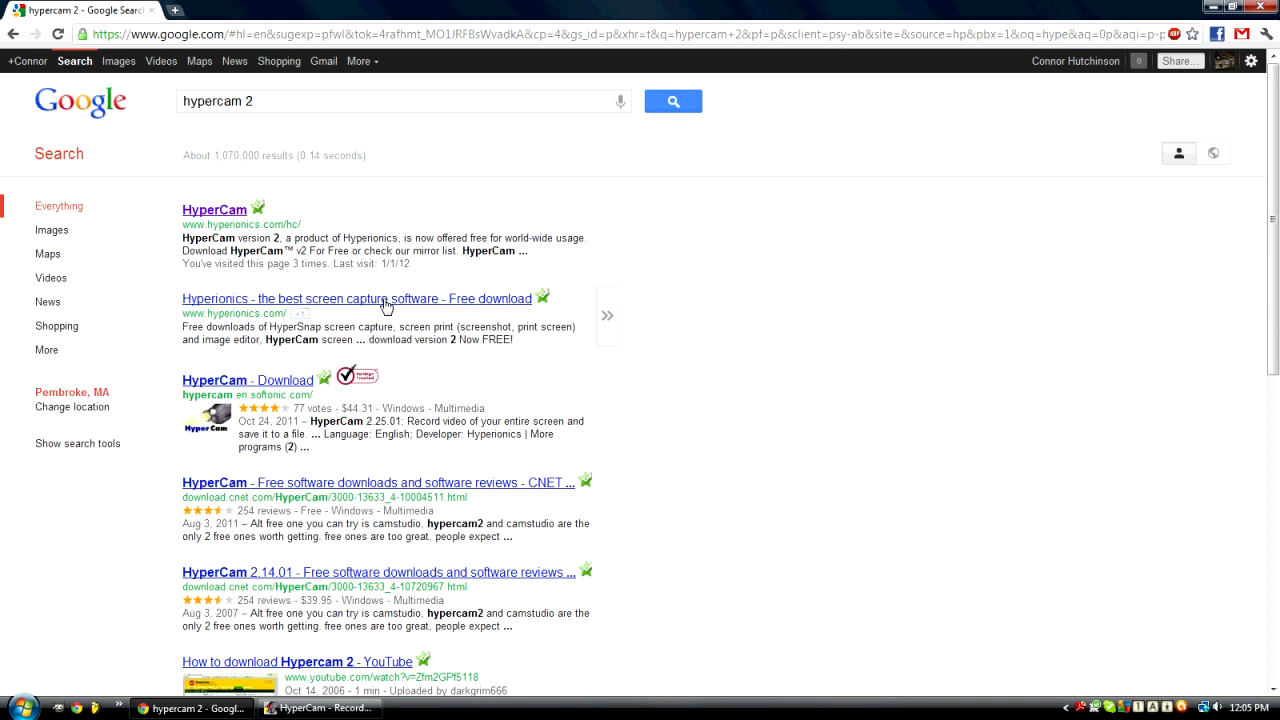 hypercam 2 - Google Searc
https://www.google.com/#hl=en&sugexp=pfwl&tok=4rafhmt_MO1JRFBsWvadkA&cp=4&gs_id=p&xhr=t&q=hypercam+2&pf=p&sclient=psy-ab&site=&source=hp&pbx=1&oq=hype&aq=0p&aqi=p-p
+Connor Search Images Videos Maps News Shopping Gmail More
Connor Hutchinson 0 Share...
Google
hypercam 2
Search
About 1,070,000 results (0.14 seconds)
Everything
Images
Maps
Videos
News
Shopping
More
Pembroke, MA
Change location
Show search tools
HyperCam
www.hyperionics.com/hc/
HyperCam version 2, a product of Hyperionics, is now offered free for world-wide usage.
Download HyperCam™ v2 For Free or check our mirror list. HyperCam ...
You've visited this page 3 times. Last visit: 1/1/12
Hyperionics - the best screen capture software - Free download
www.hyperionics.com/ +1
Free downloads of HyperSnap screen capture, screen print (screenshot, print screen)
and image editor, HyperCam screen ... download version 2 Now FREE!
HyperCam - Download
VeriSign Trusted
hypercam.en.softonic.com/
Hyper Cam
77 votes - $44.31 - Windows - Multimedia
Oct 24, 2011 – HyperCam 2.25.01: Record video of your entire screen and
save it to a file. ... Language: English; Developer: Hyperionics | More
programs (2) ...
HyperCam - Free software downloads and software reviews - CNET ...
download.cnet.com/HyperCam/3000-13633_4-10004511.html
254 reviews - Free - Windows - Multimedia
Aug 3, 2011 – Alt free one you can try is camstudio, hypercam2 and camstudio are the
only 2 free ones worth getting. free ones are too great, people expect ...
HyperCam 2.14.01 - Free software downloads and software reviews ...
download.cnet.com/HyperCam/3000-13633_4-10720967.html
254 reviews - $39.95 - Windows - Multimedia
Aug 3, 2007 – Alt free one you can try is camstudio, hypercam2 and camstudio are the
only 2 free ones worth getting. free ones are too great, people expect ...
How to download Hypercam 2 - YouTube
www.youtube.com/watch?v=Zfm2GPf5118
Oct 14, 2006 - 1 min - Uploaded by darkgrim666
hypercam 2 - Googl...
HyperCam - Record...
12:05 PM